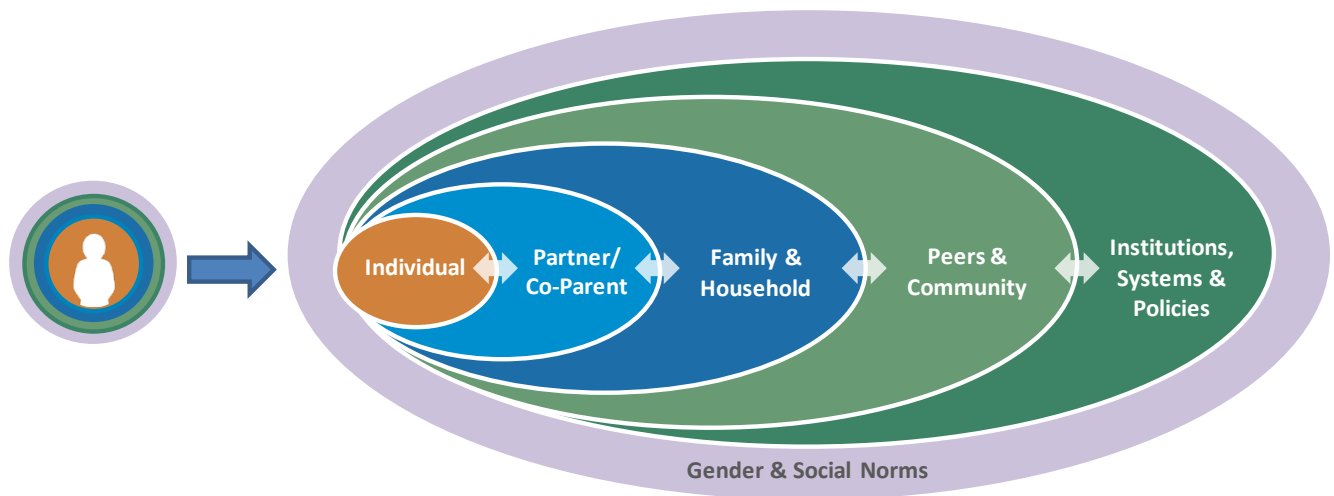 Individual
Partner/
Co-Parent
Family &
Household
Peers &
Community
Institutions,
Systems &
Policies
Gender & Social Norms